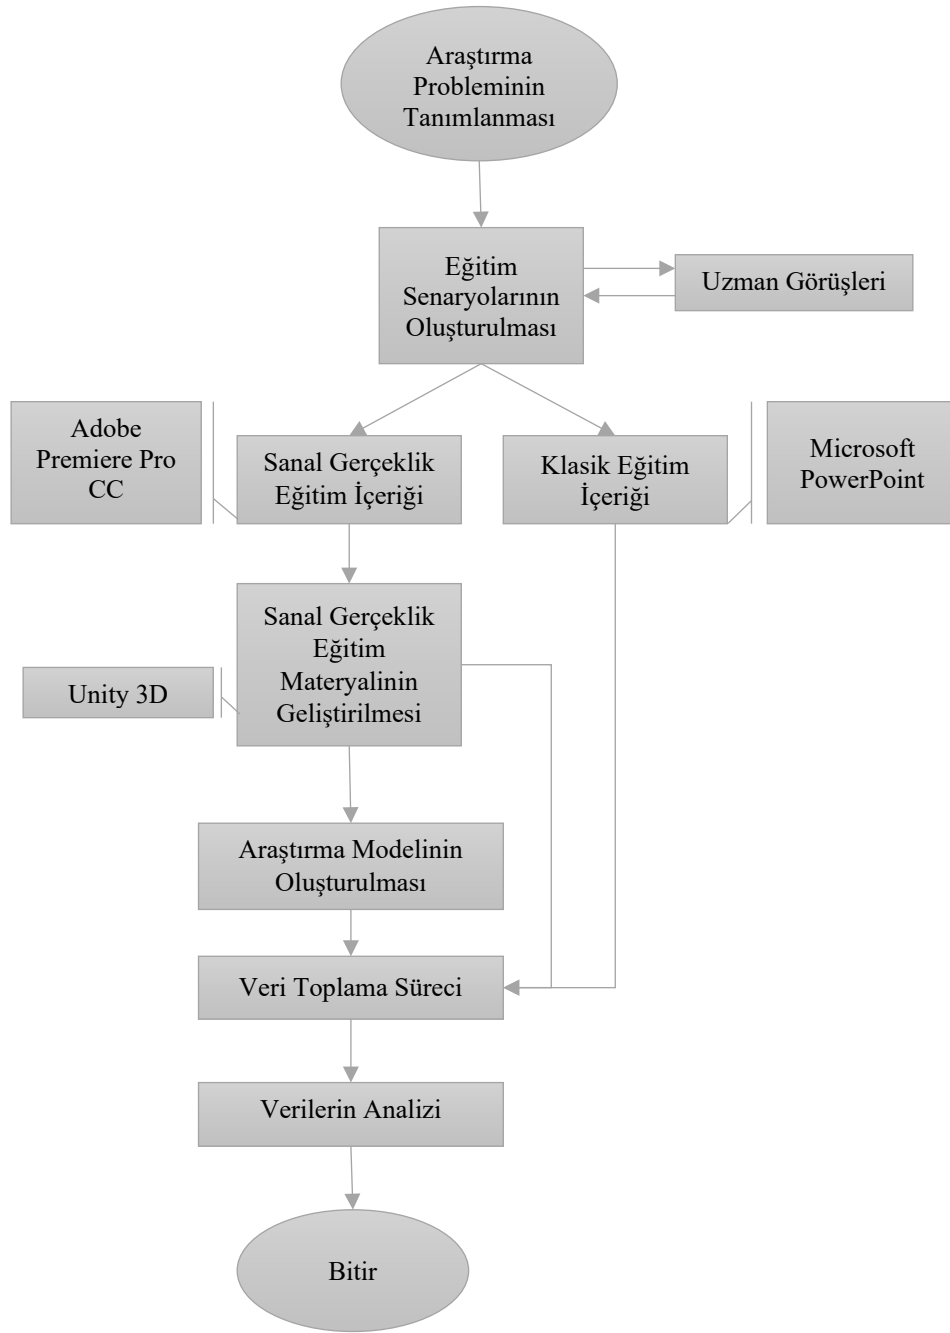 Araştırma
Probleminin
Tanımlanması
Eğitim
Senaryolarının
Oluşturulması
Uzman Görüşleri
Adobe
Premiere Pro
CC
Sanal Gerçeklik
Eğitim İçeriği
Klasik Eğitim
İçeriği
Microsoft
PowerPoint
Sanal Gerçeklik
Eğitim
Materyalinin
Geliştirilmesi
Unity 3D
Araştırma Modelinin
Oluşturulması
Veri Toplama Süreci
Verilerin Analizi
Bitir